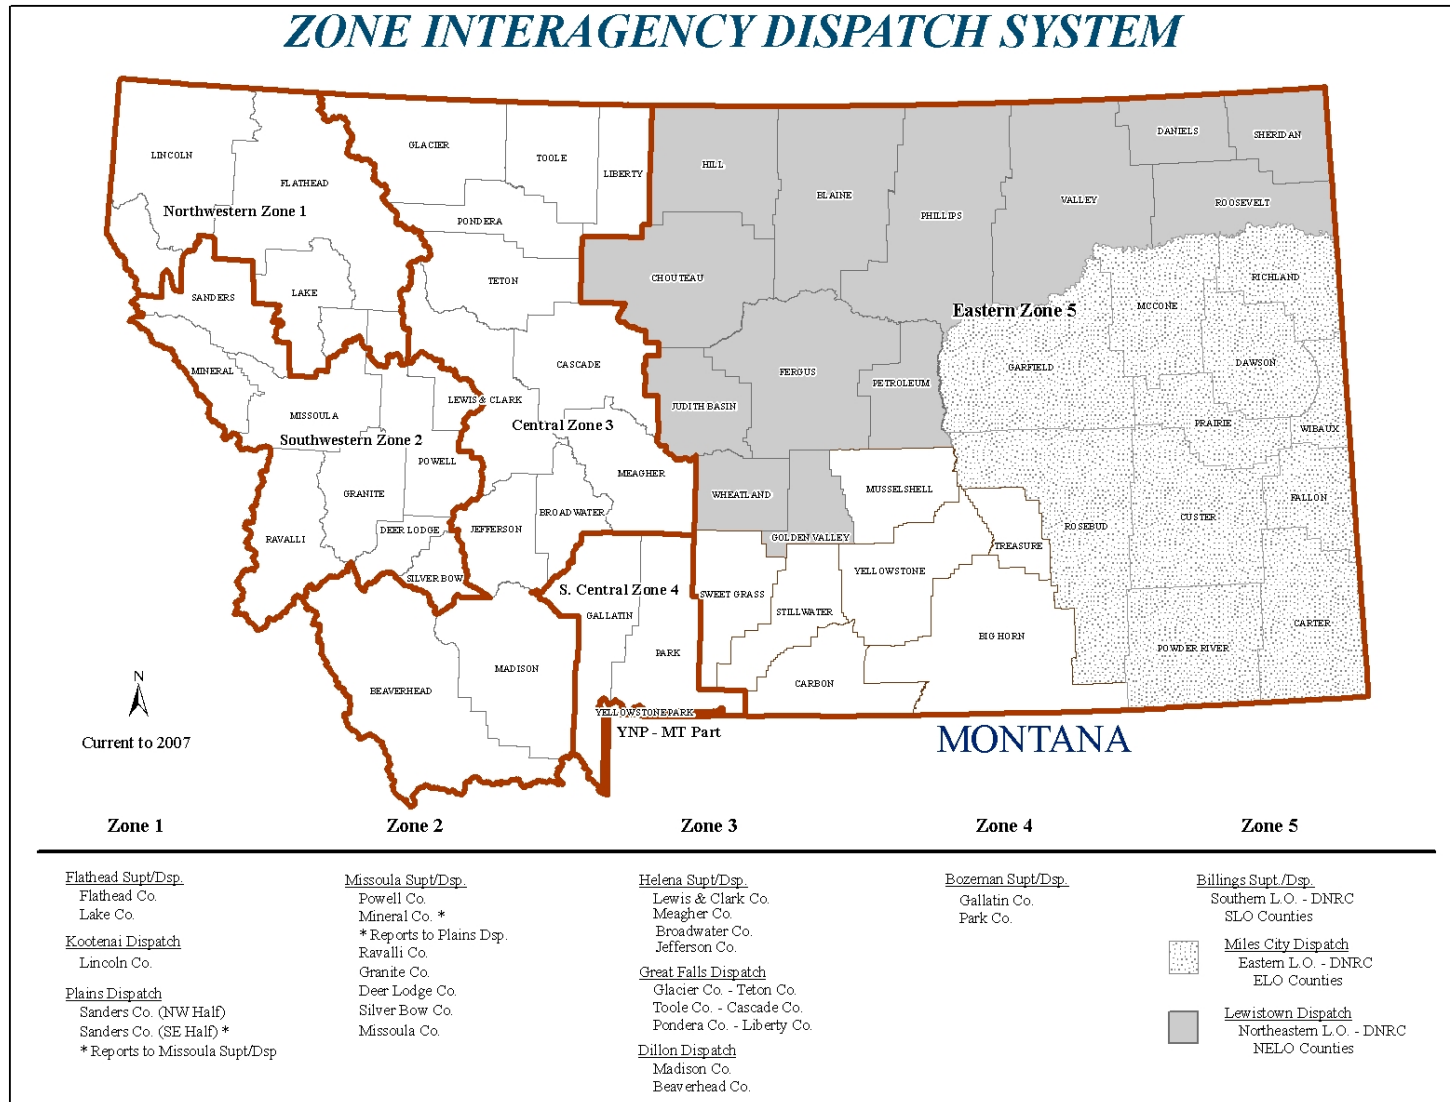 ZONE INTERAGENCY DISPATCH SYSTEM
LINCOLN
FLATHEAD
Northwestern Zone 1
SANDERS
LAKE
GLACIER
TOOLE
LIBERTY
PONDERA
TETON
HILL
BLAINE
PHILLIPS
VALLEY
DANIELS
SHERIDAN
ROOSEVELT
CHOUTEAU
Eastern Zone 5
MCCONE
RICHLAND
MINERAL
MISSOULA
Southwestern Zone 2
LEWIS & CLARK
CASCADE
Central Zone 3
POWELL
GRANITE
MEAGHER
JUDITH BASIN
FERGUS
PETROLEUM
GARFIELD
DAWSON
PRAIRIE
WIBAUX
RAVALLI
DEER LODGE
JEFFERSON
BROADWATER
SILVER BOW
WHEATLAND
GOLDEN VALLEY
MUSSELSHELL
ROSEBUD
CUSTER
FALLON
TREASURE
YELLOWSTONE
S. Central Zone 4
GALLATIN
SWEET GRASS
STILLWATER
BIG HORN
POWDER RIVER
CARTER
BEAVERHEAD
MADISON
PARK
CARBON
YELLOWSTONE PARK
YNP - MT Part
N
Current to 2007
MONTANA
Zone 1
Zone 2
Zone 3
Zone 4
Zone 5
Flathead Supt/Dsp.
Flathead Co.
Lake Co.
Kootenai Dispatch
Lincoln Co.
Plains Dispatch
Sanders Co. (NW Half)
Sanders Co. (SE Half) *
* Reports to Missoula Supt/Dsp
Missoula Supt/Dsp.
Powell Co.
Mineral Co. *
* Reports to Plains Dsp.
Ravalli Co.
Granite Co.
Deer Lodge Co.
Silver Bow Co.
Missoula Co.
Helena Supt/Dsp.
Lewis & Clark Co.
Meagher Co.
Broadwater Co.
Jefferson Co.
Great Falls Dispatch
Glacier Co. - Teton Co.
Toole Co. - Cascade Co.
Pondera Co. - Liberty Co.
Dillon Dispatch
Madison Co.
Beaverhead Co.
Bozeman Supt/Dsp.
Gallatin Co.
Park Co.
Billings Supt./Dsp.
Southern L.O. - DNRC
SLO Counties
Miles City Dispatch
Eastern L.O. - DNRC
ELO Counties
Lewistown Dispatch
Northeastern L.O. - DNRC
NELO Counties